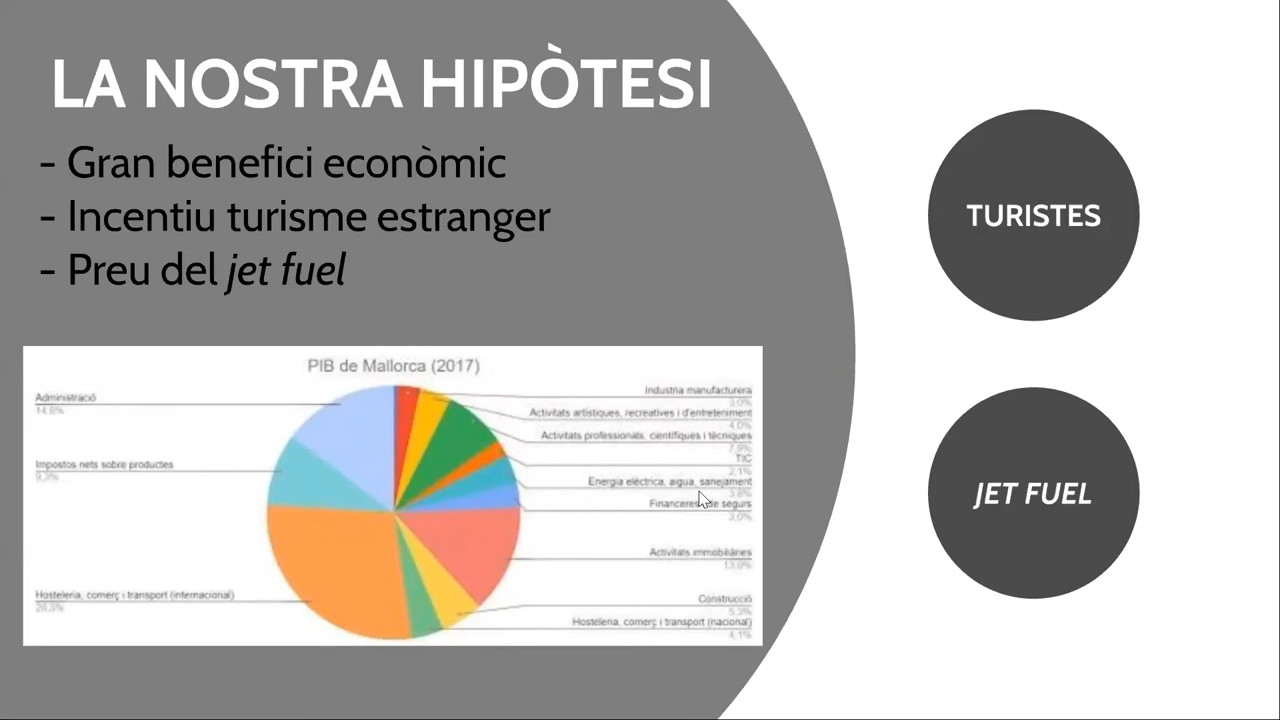 LA NOSTRA HIPÒTESI
- Gran benefici econòmic
- Incentiu turisme estranger
- Preu del jet fuel
PIB de Mallorca (2017)
Administració
14,6%
Impostos nets sobre productes
9,3%
Hosteleria, comerç i transport (internacional)
Industria manufacturera
3,0%
Activitats artístiques, recreatives i d'entreteniment
4,0%
Activitats professionals, científiques i tècniques
7,9%
TIC
2,1%
Energia elèctrica, aigua, sanejament
3,8%
Financeres de segurs
3,0%
Activitats immobiliàries
13,0%
Construcció
5,3%
Hosteleria, comerç i transport (nacional)
4,1%
TURISTES
JET FUEL